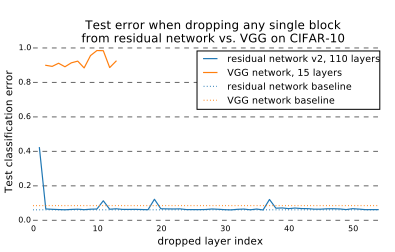 Test error when dropping any single block
from residual network vs. VGG on CIFAR-10
1.0
0.8
0.6
0.4
0.2
0.0
Test classification error
residual network v2, 110 layers
VGG network, 15 layers
residual network baseline
VGG network baseline
0 10 20 30 40 50
dropped layer index